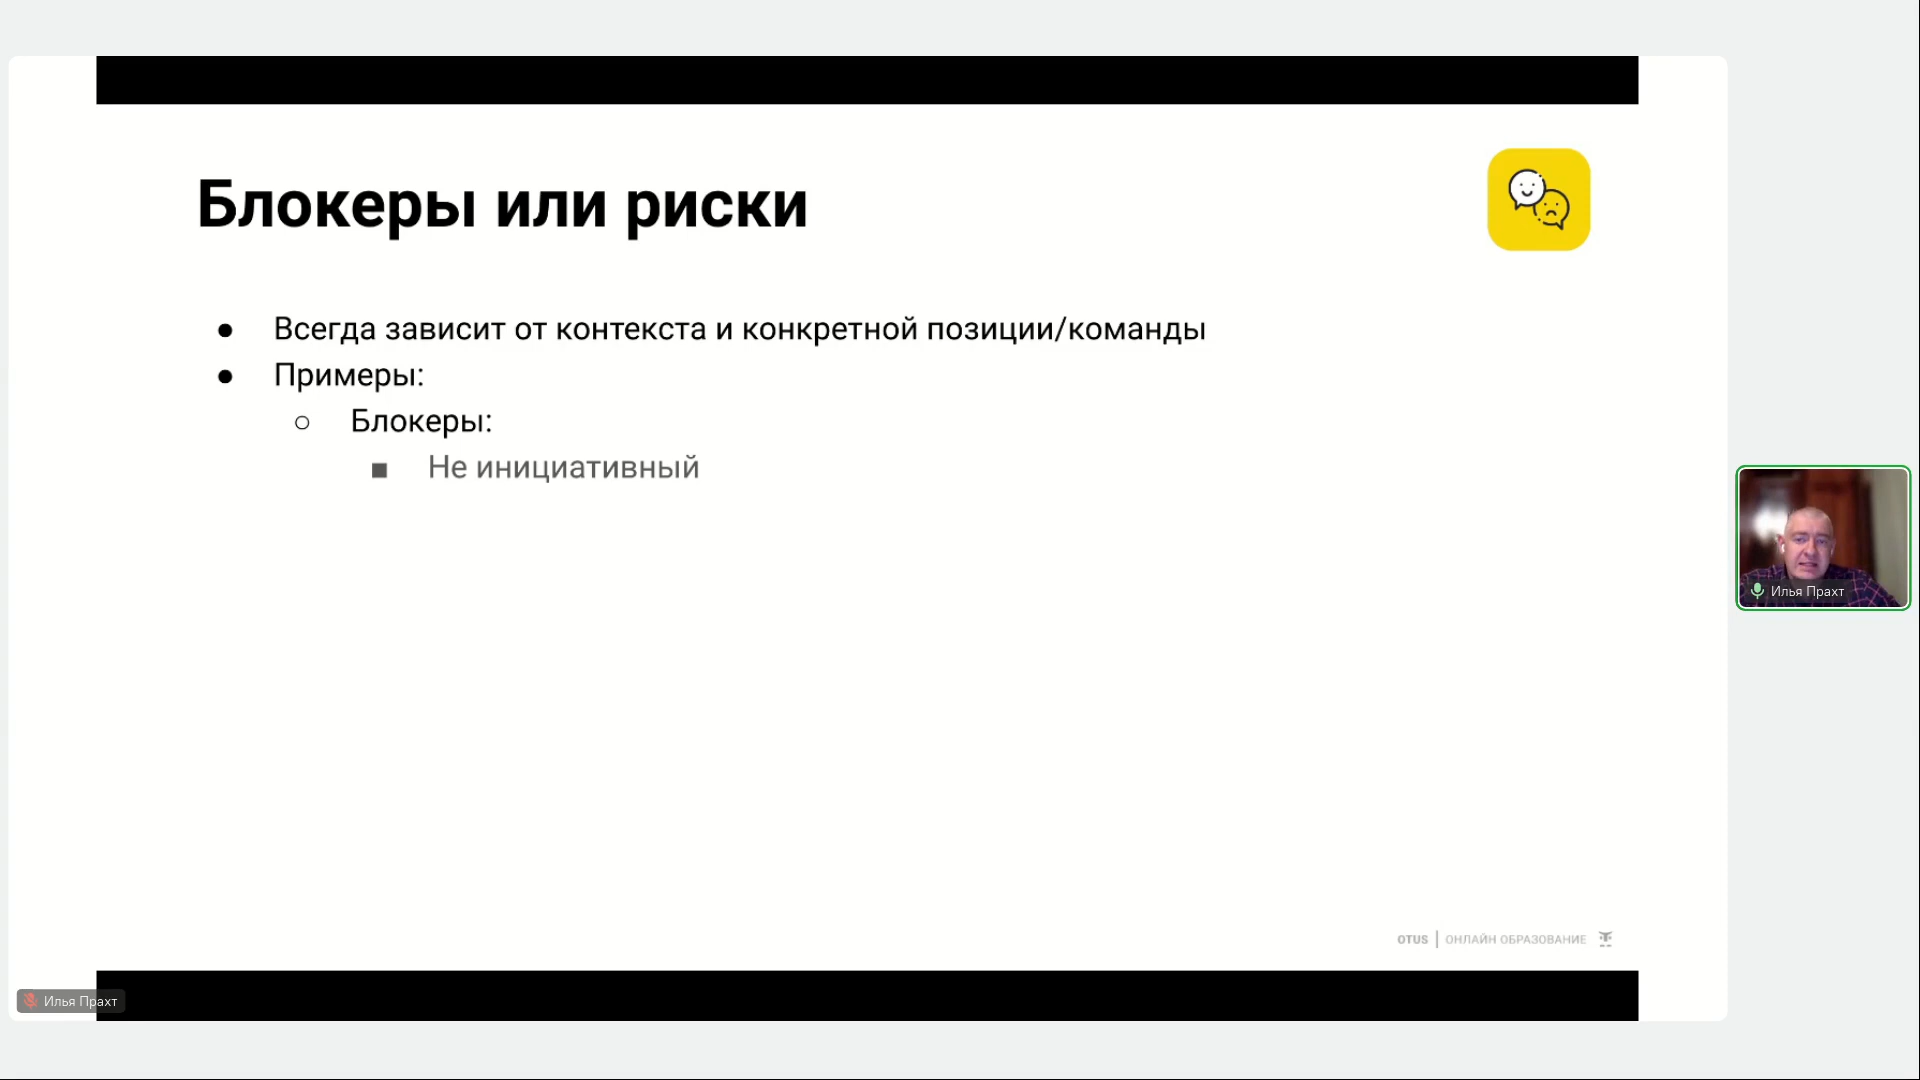 Блокеры или риски
● Всегда зависит от контекста и конкретной позиции/команды
● Примеры:
○ Блокеры:
■ Не инициативный
Илья Прахт
OTUS | ОНЛАЙН ОБРАЗОВАНИЕ
Илья Прахт